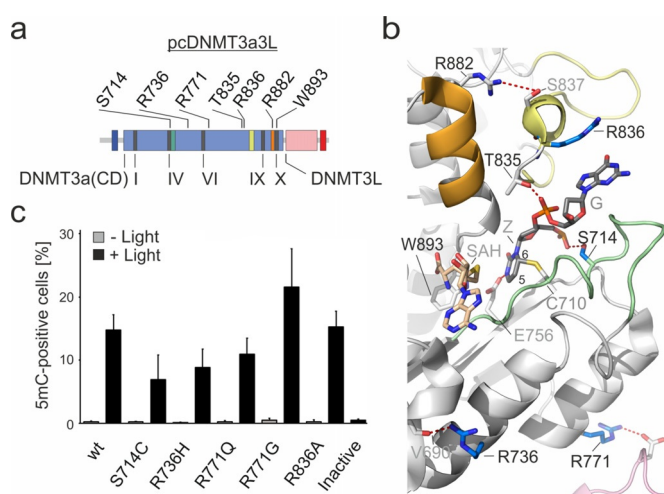 a
pcDNMT3a3L
S714
R736
R771
T835
R836
R882
W893
DNMT3a(CD)
I
IV
VI
IX
X
DNMT3L
b
R882
S837
R836
T835
G
Z
S714
W893
SAH
6
5
C710
E756
V690
R736
R771
c
- Light
+ Light
5mC-positive cells [%]
30
20
10
0
wt
S714C
R736H
R771Q
R771G
R836A
Inactive